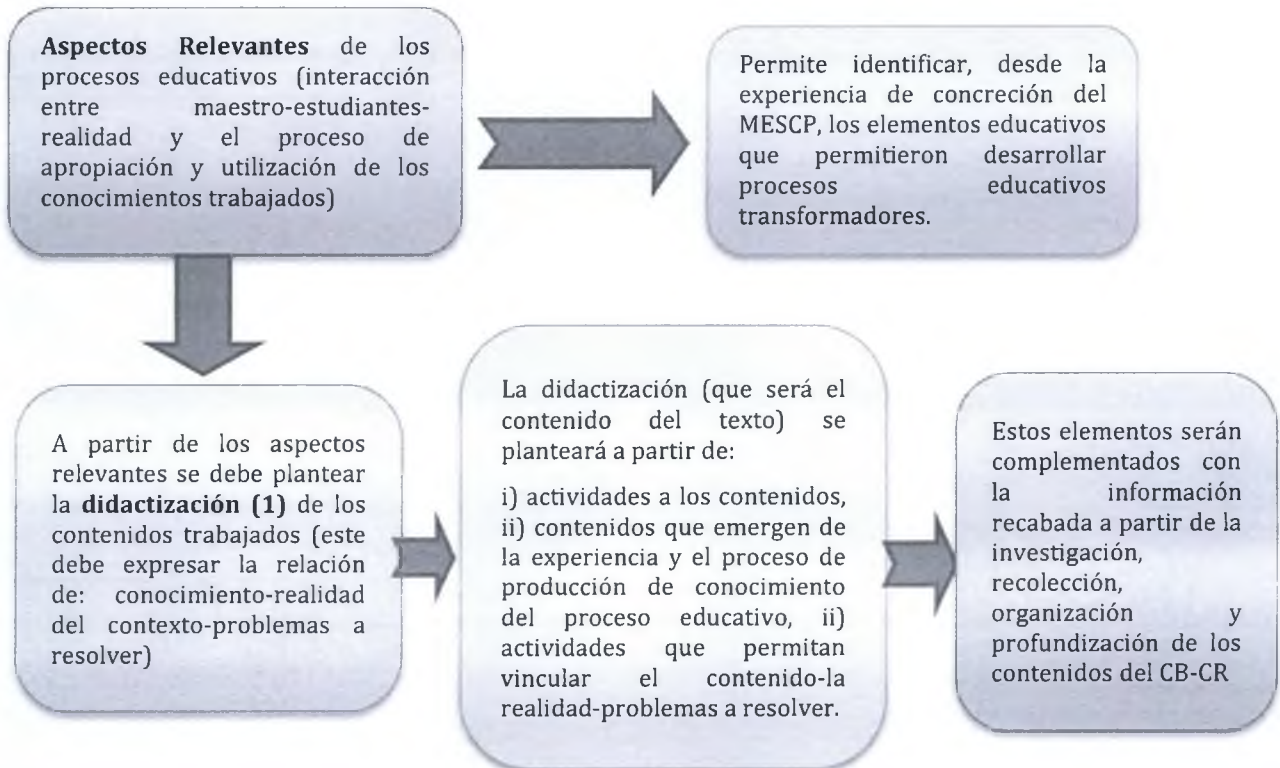 Aspectos Relevantes de los
procesos educativos (interacción
entre maestro-estudiantes-
realidad y el proceso de
apropiación y utilización de los
conocimientos trabajados)
Permite identificar, desde la
experiencia de concreción del
MESCP, los elementos educativos
que permitieron desarrollar
procesos educativos
transformadores.
A partir de los aspectos
relevantes se debe plantear
la didactización (1) de los
contenidos trabajados (este
debe expresar la relación
de: conocimiento-realidad
del contexto-problemas a
resolver)
La didactización (que será el
contenido del texto) se
planteará a partir de:
i) actividades a los contenidos,
ii) contenidos que emergen de
la experiencia y el proceso de
producción de conocimiento
del proceso educativo, ii)
actividades que permitan
vincular el contenido-la
realidad-problemas a resolver.
Estos elementos serán
complementados con
la información
recabada a partir de la
investigación,
recolección,
organización y
profundización de los
contenidos del CB-CR